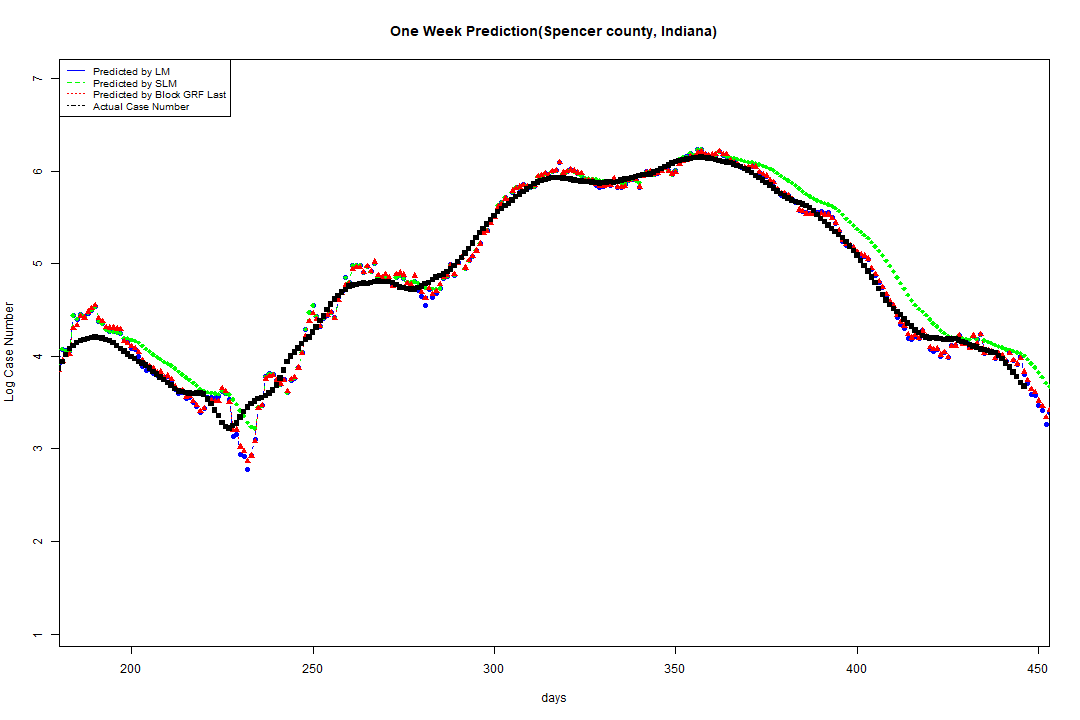 One Week Prediction(Spencer county, Indiana)
Predicted by LM
Predicted by SLM
Predicted by Block GRF Last
Actual Case Number
7
6
5
4
3
2
1
Log Case Number
200 250 300 350 400 450
days